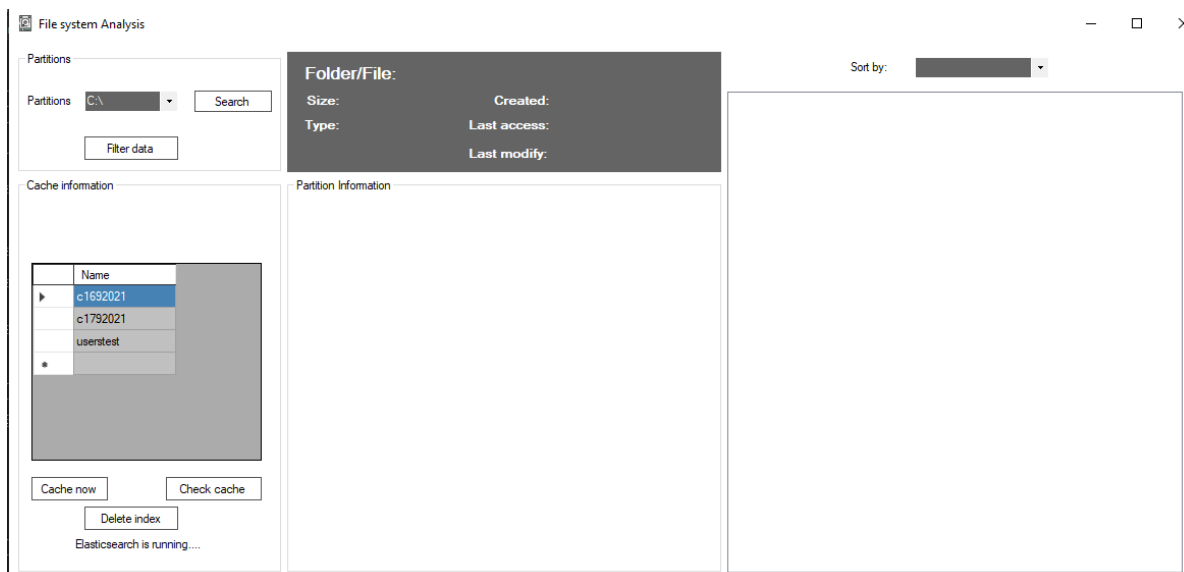 File system Analysis
Partitions
Partitions C:\ Search
Filter data
Folder/File:
Size: Created:
Type: Last access:
Last modify:
Sort by:
Cache information
Name
c1692021
c1792021
userstest
Cache now Check cache
Delete index
Elasticsearch is running....
Partition Information